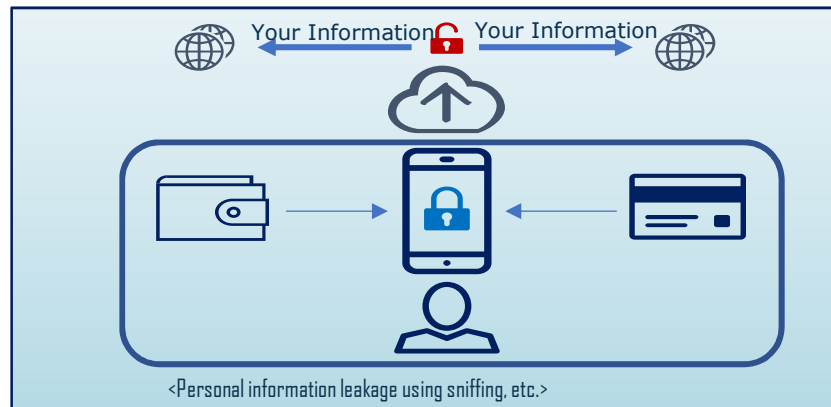 Your Information Your Information
<Personal information leakage using sniffing, etc.>